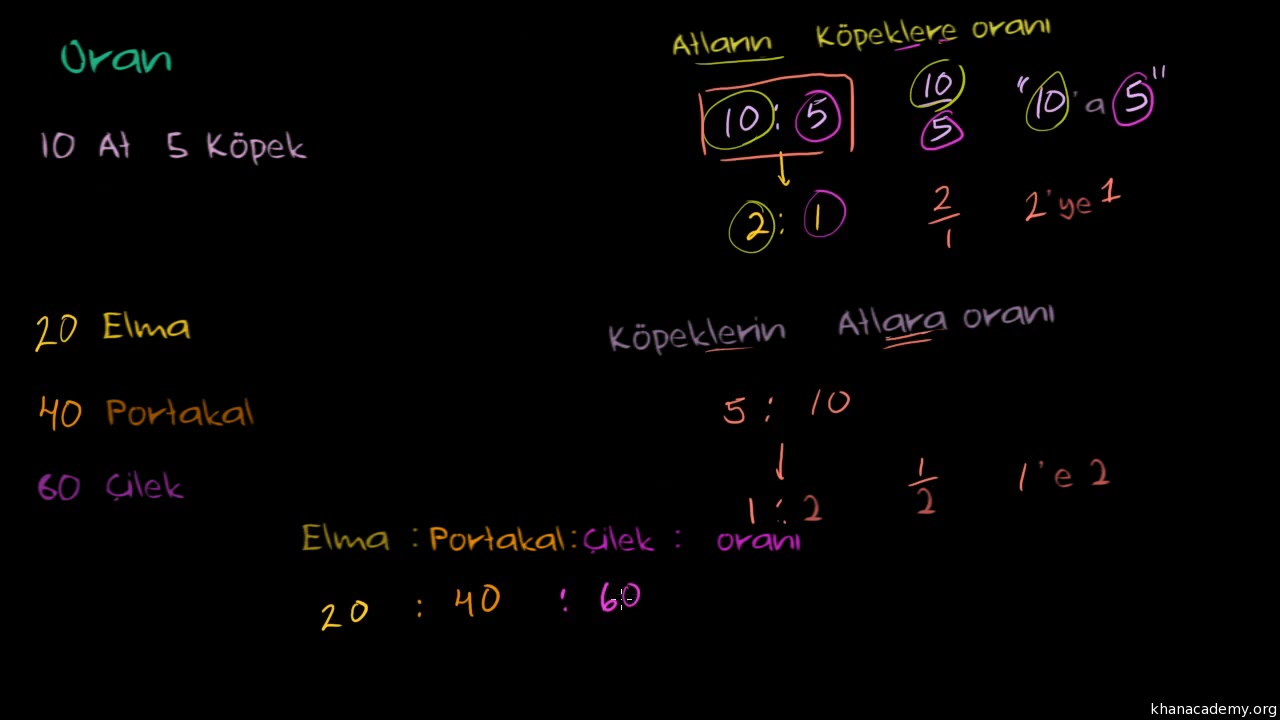 Oran
10 At 5 Köpek
Atların Köpeklere oranı
10 : 5 10/5 "10'a 5"
2 : 1 2/1 2'ye 1
20 Elma
40 Portakal
60 Çilek
Köpeklerin Atlara oranı
5 : 10
1 : 2 1/2 1'e 2
Elma : Portakal : Çilek : oranı
20 : 40 : 60
khanacademy.org